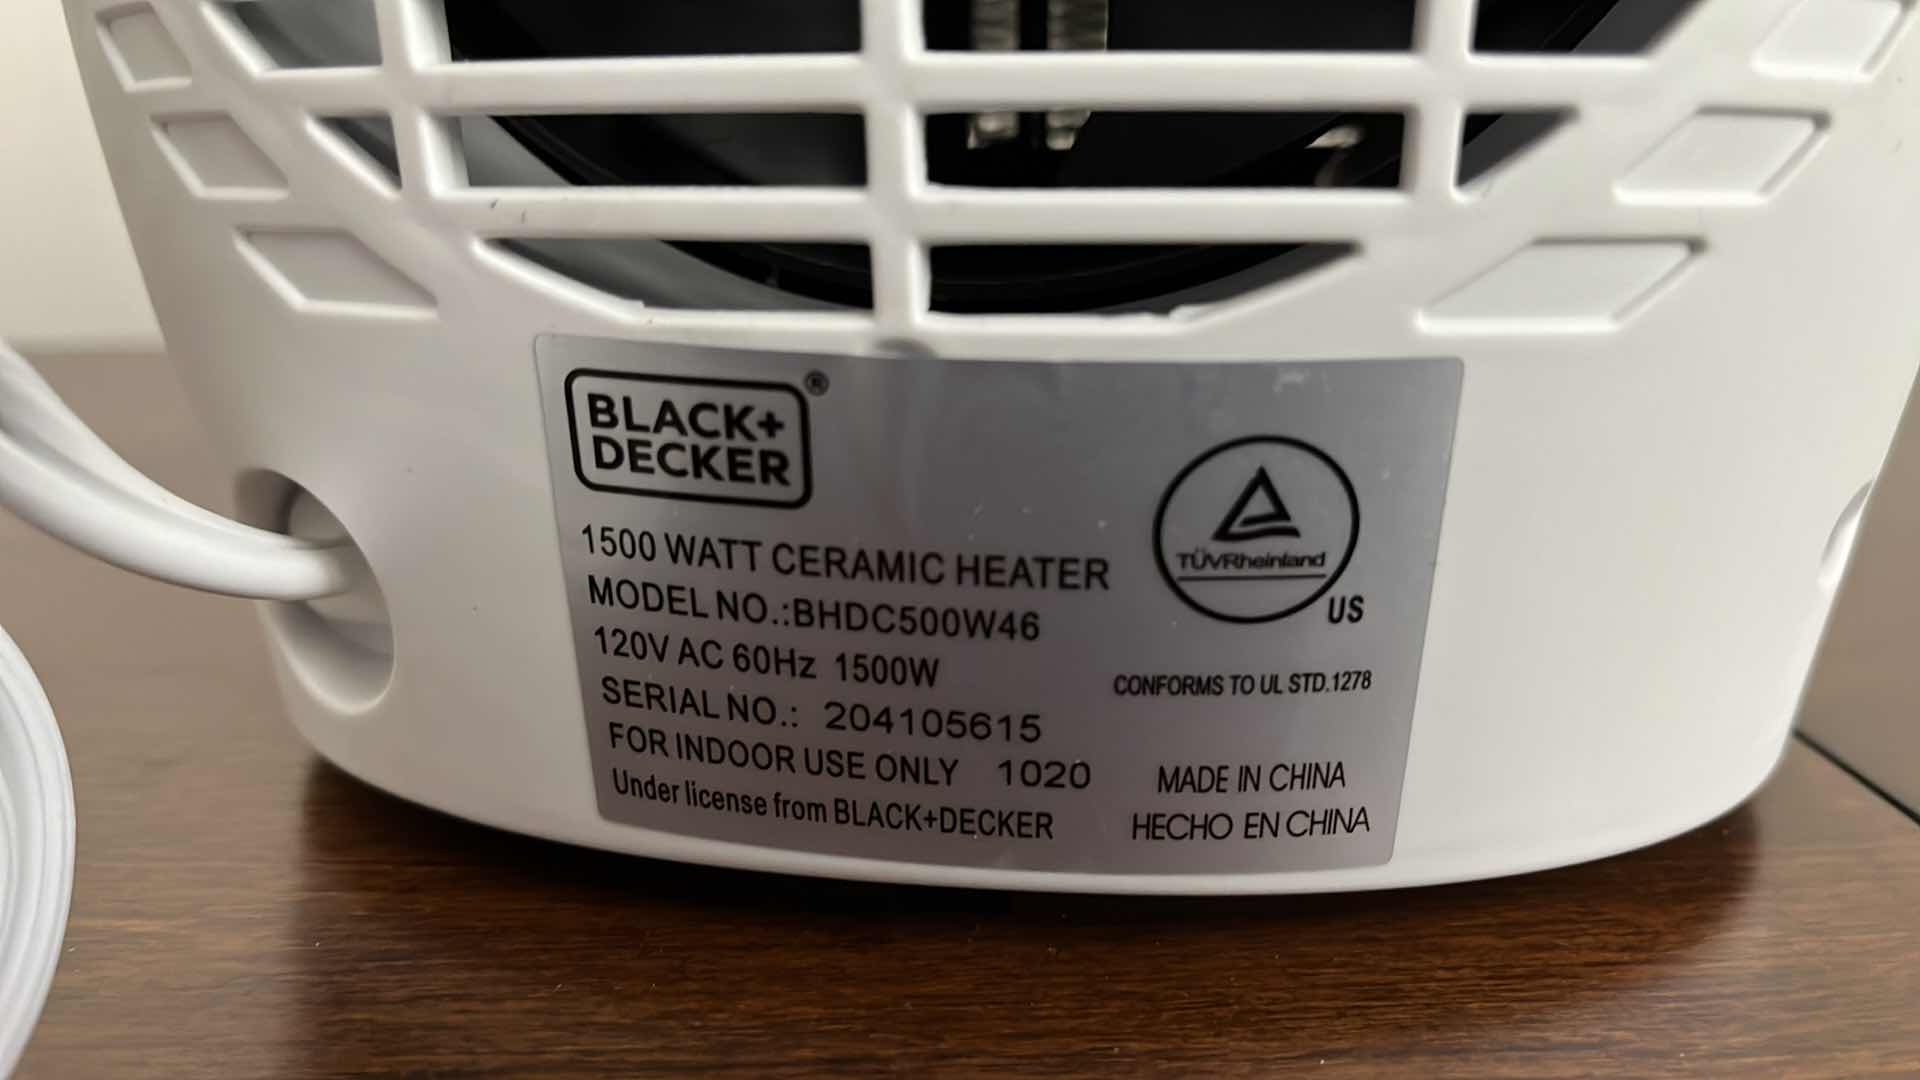 BLACK+
DECKER®
1500 WATT CERAMIC HEATER
MODEL NO.:BHDC500W46
120V AC 60Hz 1500W
SERIAL NO.: 204105615
FOR INDOOR USE ONLY 1020
Under license from BLACK+DECKER
TÜVRheinland
US
CONFORMS TO UL STD.1278
MADE IN CHINA
HECHO EN CHINA